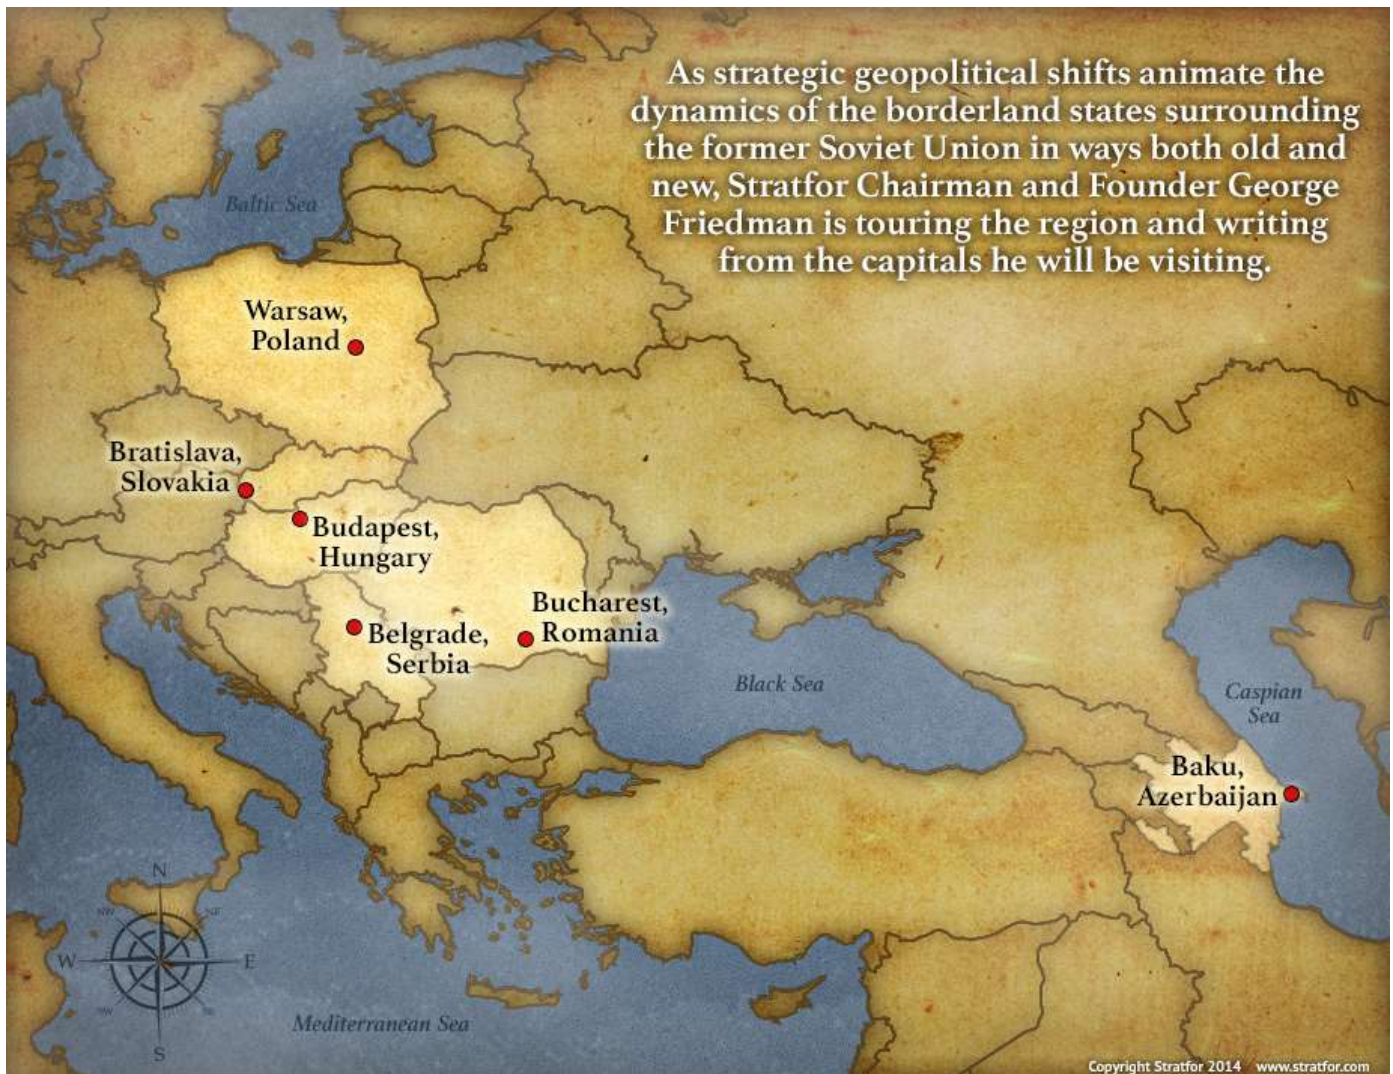 As strategic geopolitical shifts animate the
dynamics of the borderland states surrounding
the former Soviet Union in ways both old and
new, Stratfor Chairman and Founder George
Friedman is touring the region and writing
from the capitals he will be visiting.
Baltic Sea
Warsaw,
Poland
Bratislava,
Slovakia
Budapest,
Hungary
Bucharest,
Romania
Belgrade,
Serbia
Black Sea
Caspian
Sea
Baku,
Azerbaijan
N
NW
NE
W
E
S
Mediterranean Sea
Copyright Stratfor 2014 www.stratfor.com